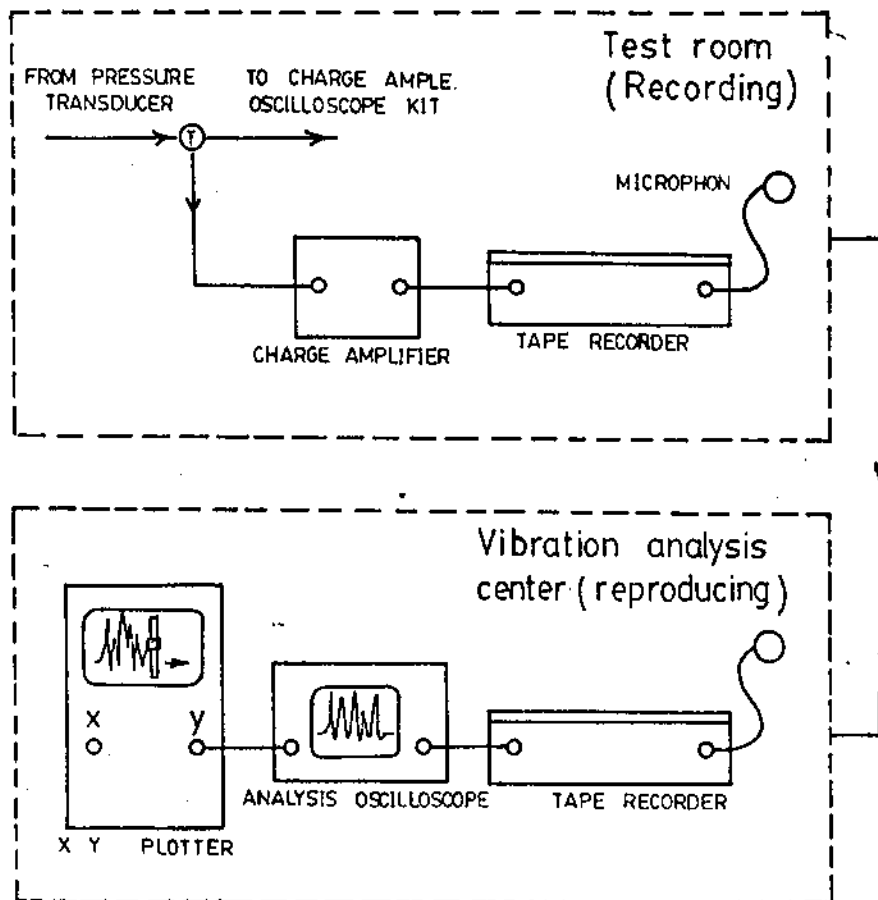 Test room
(Recording)
FROM PRESSURE
TRANSDUCER
TO CHARGE AMPLE.
OSCILLOSCOPE KIT
T
MICROPHON
CHARGE AMPLIFIER
TAPE RECORDER
Vibration analysis
center (reproducing)
X
y
ANALYSIS OSCILLOSCOPE
TAPE RECORDER
X Y PLOTTER